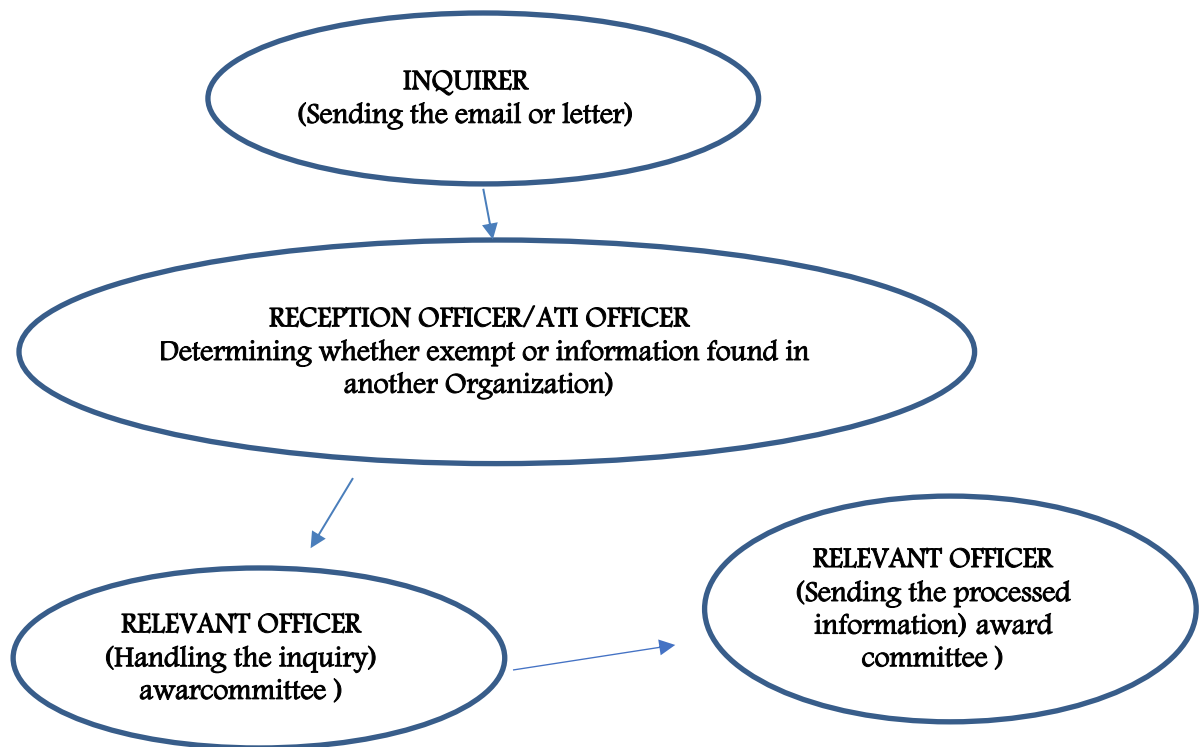 INQUIRER
(Sending the email or letter)
RECEPTION OFFICER/ATI OFFICER
Determining whether exempt or information found in
another Organization)
RELEVANT OFFICER
(Handling the inquiry)
awarcommittee )
RELEVANT OFFICER
(Sending the processed
information) award
committee )